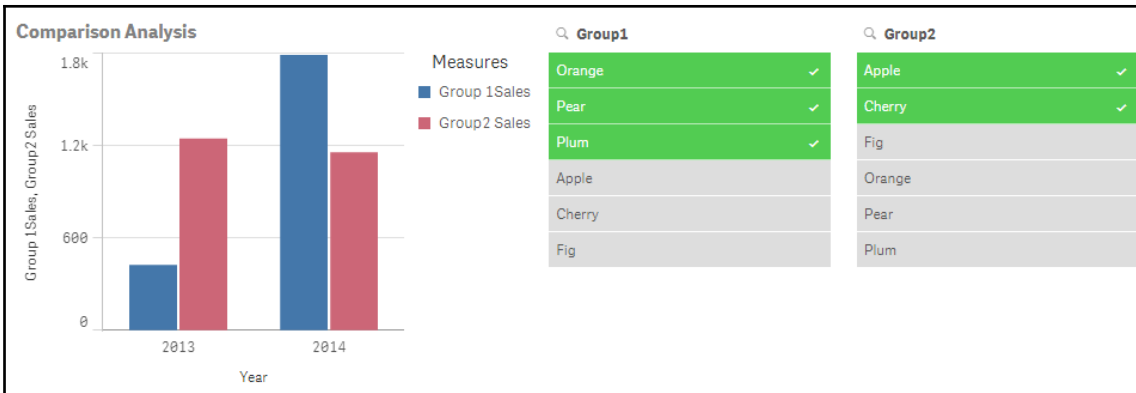 Comparison Analysis
1.8k
1.2k
600
0
Group 1Sales, Group2 Sales
2013
2014
Year
Measures
Group 1Sales
Group2 Sales
Group1
Orange
Pear
Plum
Apple
Cherry
Fig
Group2
Apple
Cherry
Fig
Orange
Pear
Plum